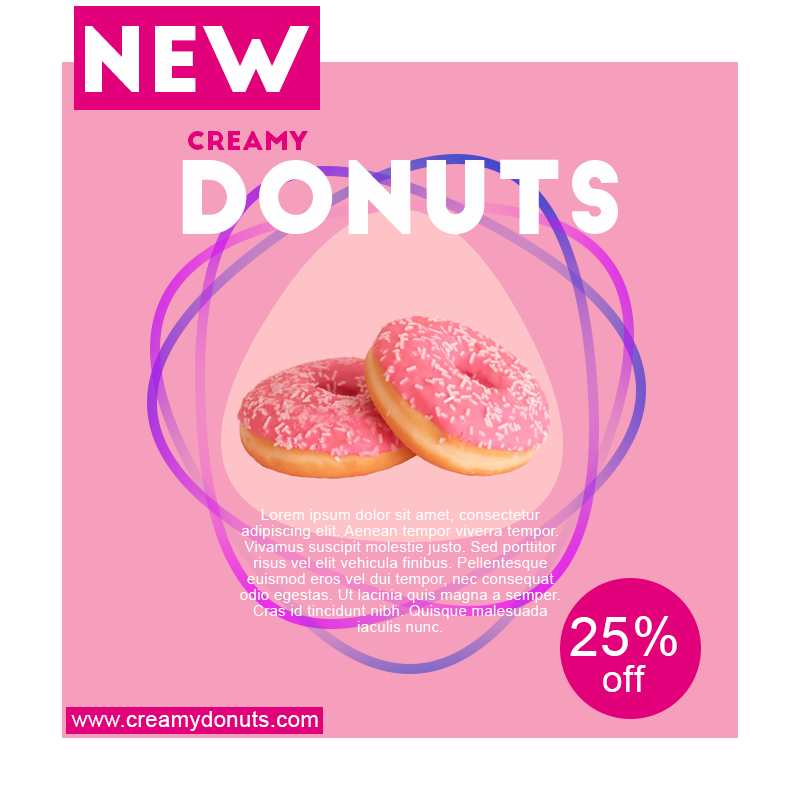 NEW
CREAMY
DONUTS
Lorem ipsum dolor sit amet, consectetur
adipiscing elit. Aenean tempor viverra tempor.
Vivamus suscipit molestie justo. Sed porttitor
risus vel elit vehicula finibus. Pellentesque
euismod eros vel dui tempor, nec consequat
odio egestas. Ut lacinia quis magna a semper.
Cras id tincidunt nibh. Quisque malesuada
iaculis nunc.
25%
off
www.creamydonuts.com